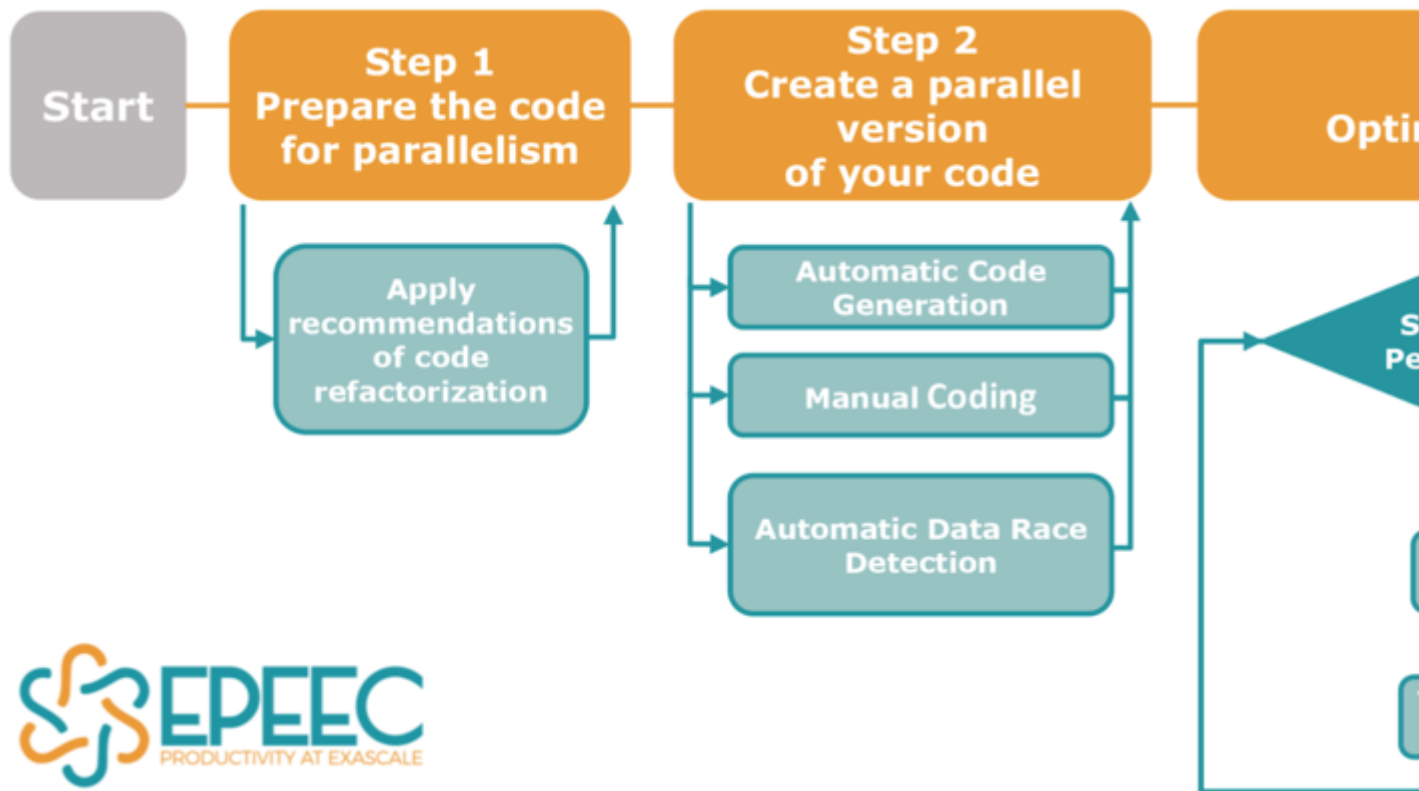 Start
Step 1
Prepare the code
for parallelism
Step 2
Create a parallel
version
of your code
Apply
recommendations
of code
refactorization
Automatic Code
Generation
Manual Coding
Automatic Data Race
Detection
EPEEC
PRODUCTIVITY AT EXASCALE